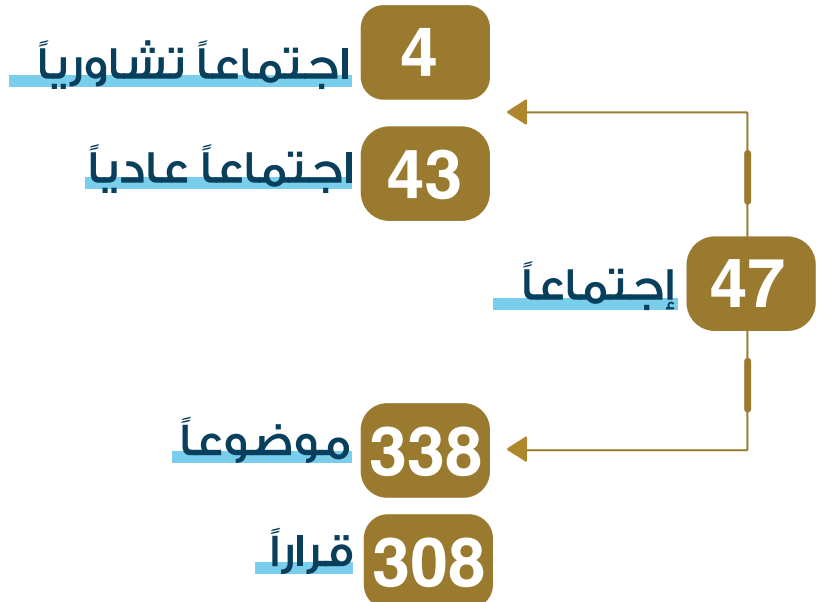 4 اجتماعاً تشاورياً
43 اجتماعاً عادياً
47 إجتماعاً
338 موضوعاً
308 قراراً